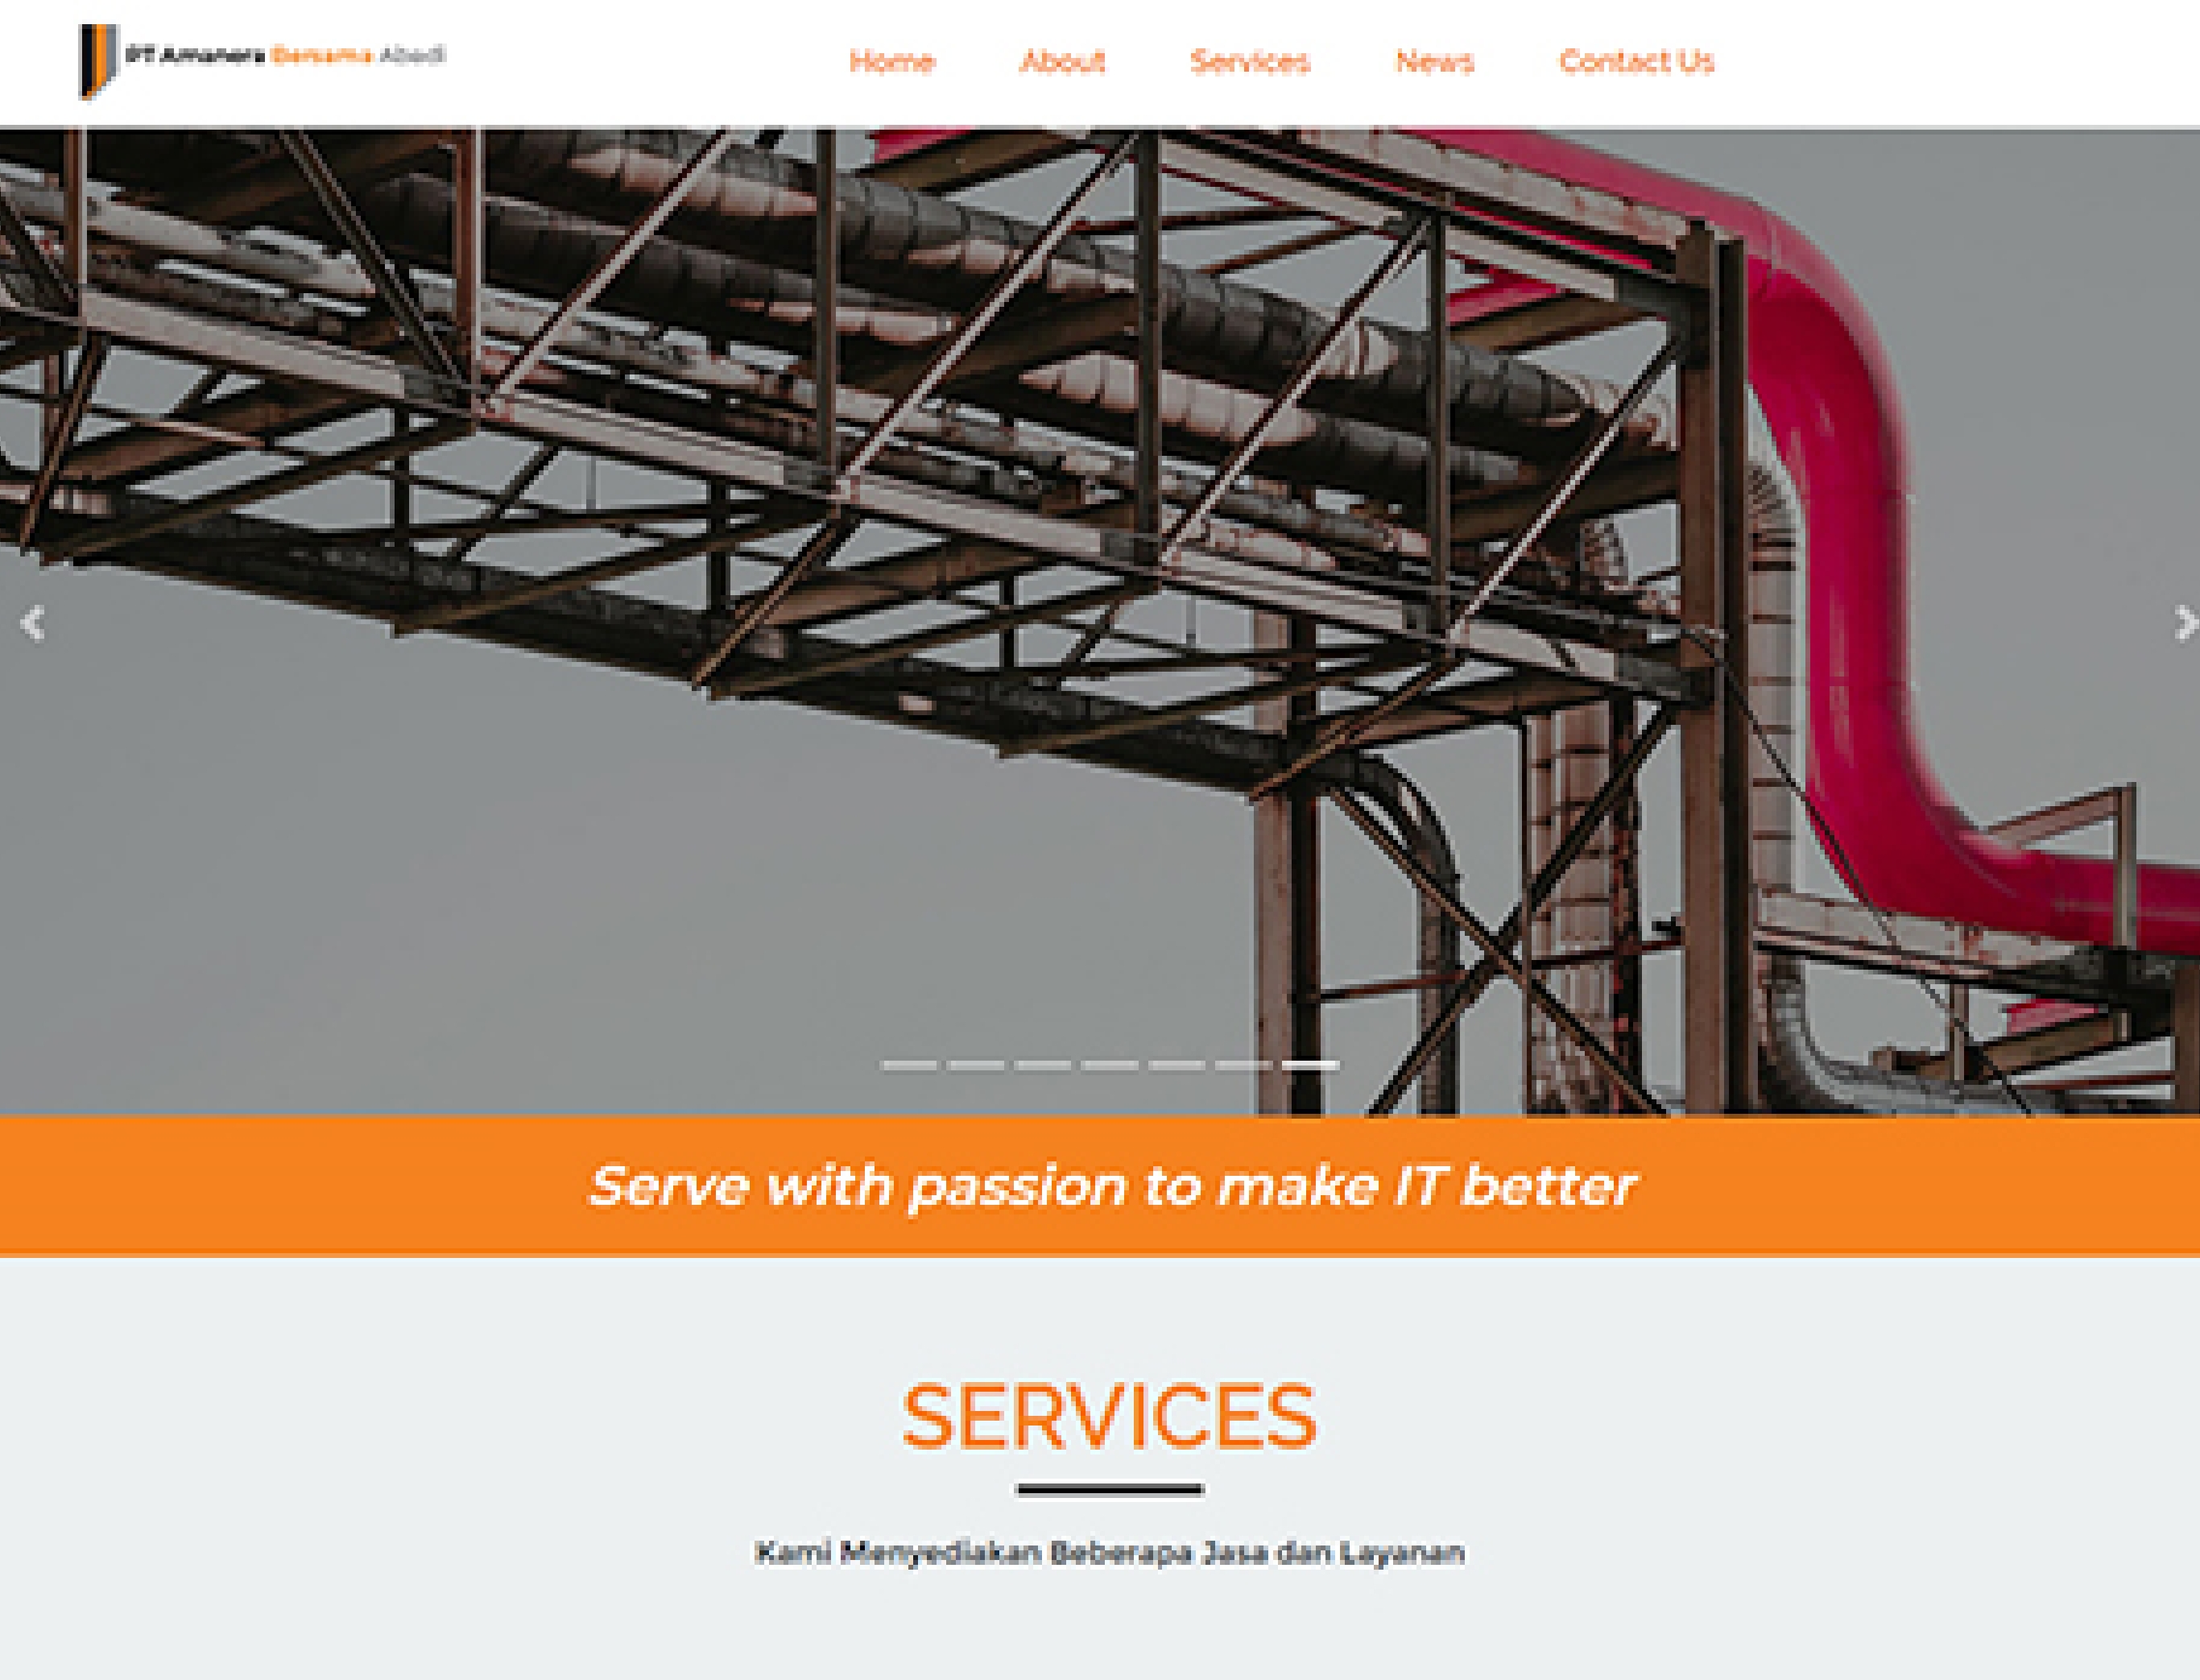 PT Amanera Bersama Abadi
Home About Services News Contact Us
Serve with passion to make IT better
SERVICES
Kami Menyediakan Beberapa Jasa dan Layanan